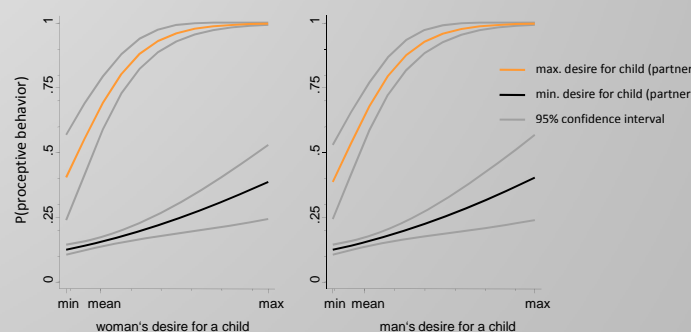 P(proceptive behavior)
1
.75
.5
.25
0
min mean max
woman's desire for a child
1
.75
.5
.25
0
min mean max
man's desire for a child
max. desire for child (partner
min. desire for child (partner
95% confidence interval